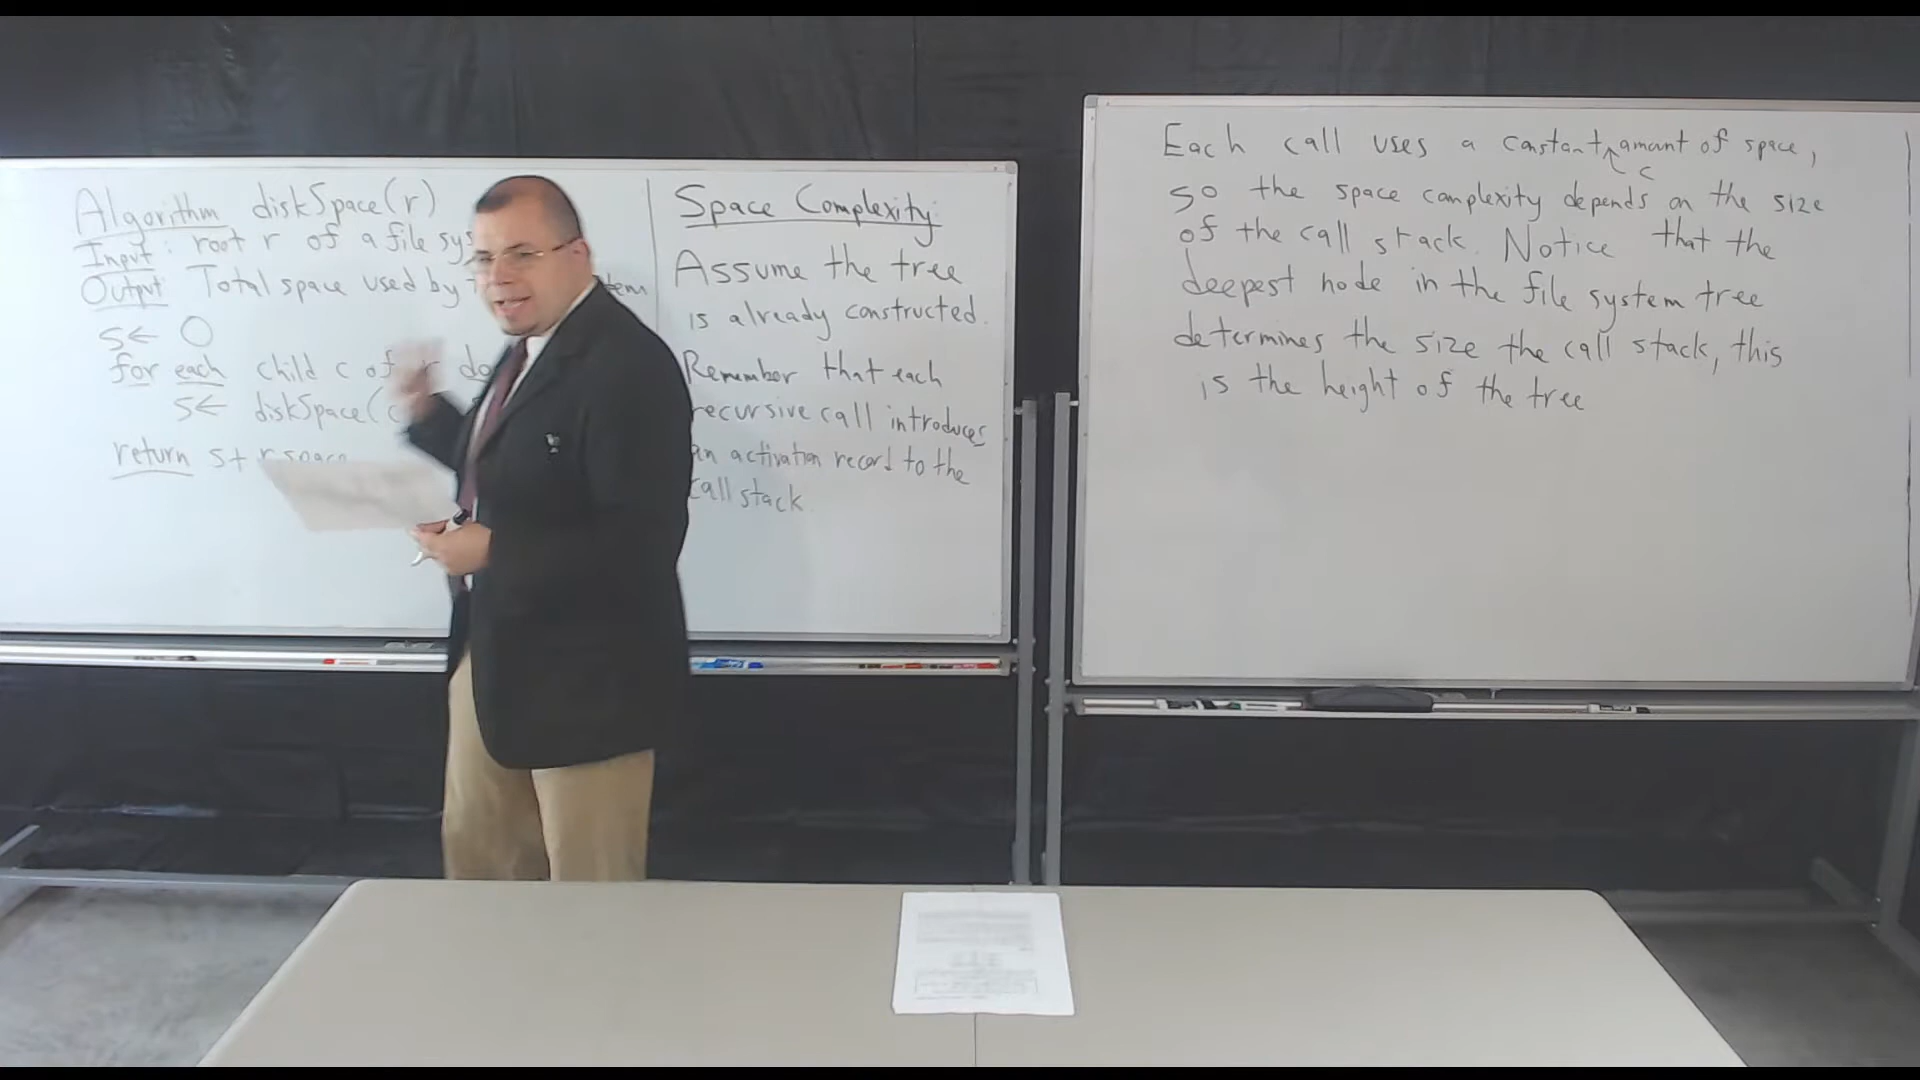 Algorithm diskSpace(r)
Input: root r of a file sys
Output: Total space used by tem
s← 0
for each child c of r do
s← diskSpace(c
return s+ r.space
Space Complexity:
Assume the tree
is already constructed.
Remember that each
recursive call introduces
an activation record to the
call stack.
Each call uses a constant amount of space,
c
so the space complexity depends on the size
of the call stack. Notice that the
deepest node in the file system tree
determines the size the call stack, this
is the height of the tree